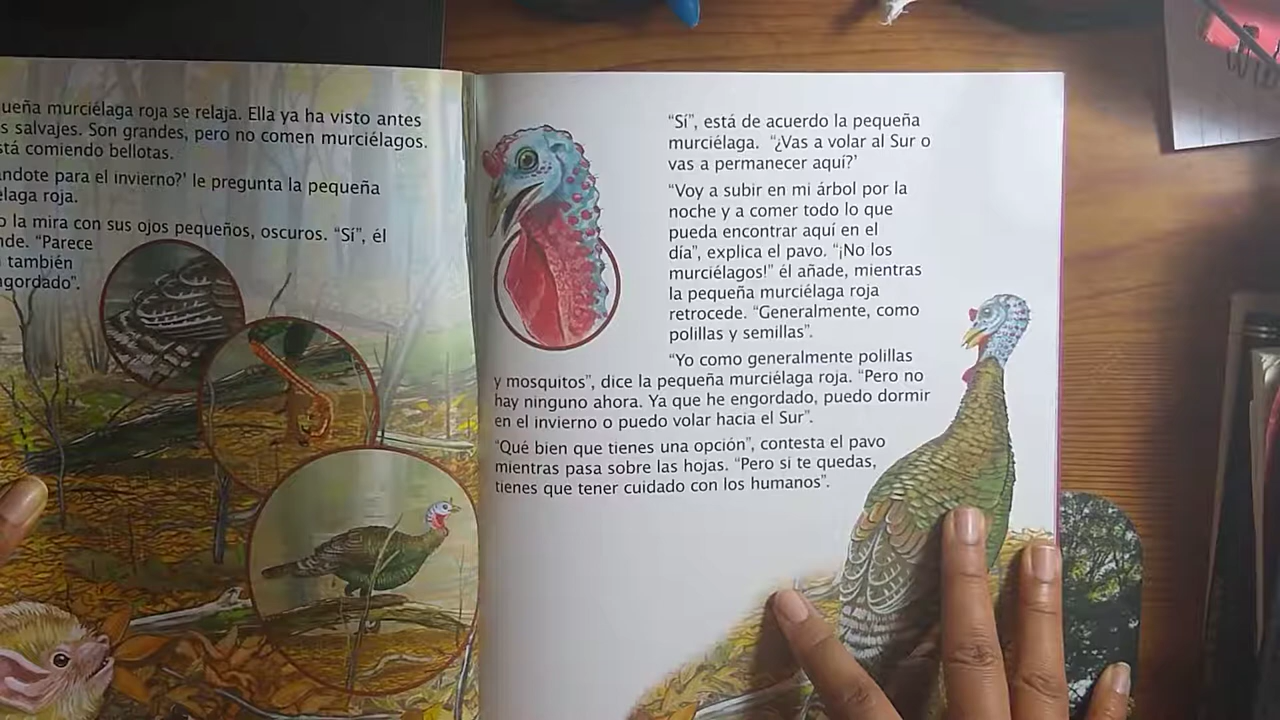 ueña murciélaga roja se relaja. Ella ya ha visto antes
s salvajes. Son grandes, pero no comen murciélagos.
stá comiendo bellotas.
ándote para el invierno?' le pregunta la pequeña
elaga roja.
o la mira con sus ojos pequeños, oscuros. “Sí”, él
nde. “Parece
también
ngordado”.
“Sí”, está de acuerdo la pequeña
murciélaga. “¿Vas a volar al Sur o
vas a permanecer aquí?’
“Voy a subir en mi árbol por la
noche y a comer todo lo que
pueda encontrar aquí en el
día”, explica el pavo. “¡No los
murciélagos!” él añade, mientras
la pequeña murciélaga roja
retrocede. “Generalmente, como
polillas y semillas”.
“Yo como generalmente polillas
y mosquitos”, dice la pequeña murciélaga roja. “Pero no
hay ninguno ahora. Ya que he engordado, puedo dormir
en el invierno o puedo volar hacia el Sur”.
“Qué bien que tienes una opción”, contesta el pavo
mientras pasa sobre las hojas. “Pero si te quedas,
tienes que tener cuidado con los humanos”.